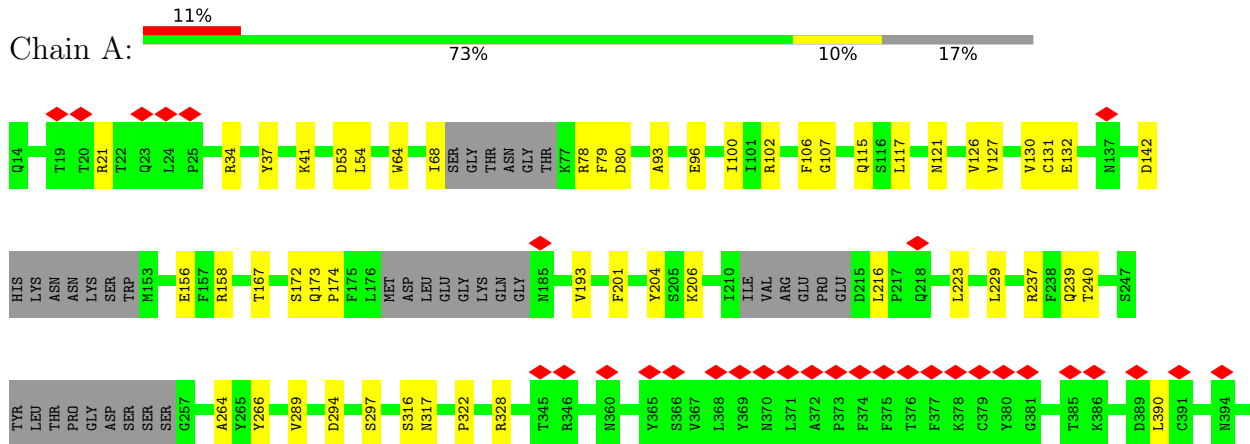 11%
Chain A:
73% 10% 17%
Q14 T19 T20 R21 T22 Q23 L24 P25 R34 Y37 K41 D53 L54 W64 I68 SER GLY THR ASN GLY THR K77 R78 F79 D80 A93 E96 I100 I101 R102 F106 G107 Q115 S116 L117 N121 V126 V127 V130 C131 E132 N137 D142
HIS LYS ASN ASN LYS SER TRP M153 E156 F157 R158 T167 S172 Q173 P174 F175 L176 MET ASP LEU GLU GLY LYS GLN GLY N185 V193 F201 Y204 S205 K206 I210 ILE VAL ARG GLU PRO GLU D215 L216 P217 Q218 L223 L229 R237 F238 Q239 T240 S247
TYR LEU THR PRO GLY ASP SER SER SER G257 A264 Y265 Y266 V289 D294 S297 S316 N317 P322 R328 T345 R346 N360 Y365 S366 V367 L368 Y369 N370 L371 A372 P373 F374 F375 T376 F377 K378 C379 Y380 G381 T385 K386 D389 L390 C391 N394